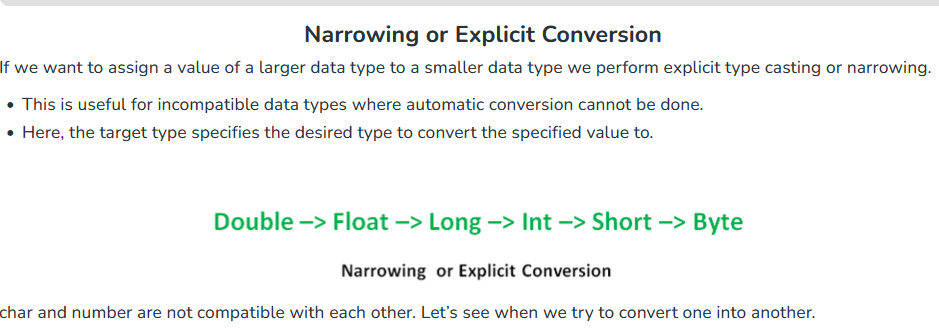 Narrowing or Explicit Conversion
If we want to assign a value of a larger data type to a smaller data type we perform explicit type casting or narrowing.
• This is useful for incompatible data types where automatic conversion cannot be done.
• Here, the target type specifies the desired type to convert the specified value to.
Double –> Float –> Long –> Int –> Short –> Byte
Narrowing or Explicit Conversion
char and number are not compatible with each other. Let’s see when we try to convert one into another.